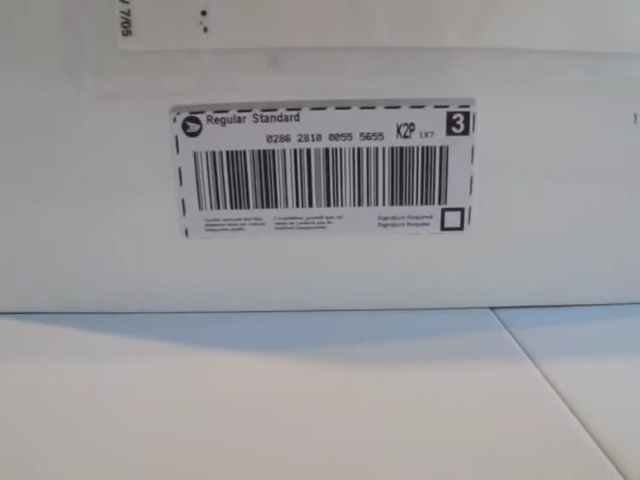 / 7/05
Regular Standard
3
0286 2810 0055 5655 K2P 1X7
Signature Required
Signature Requise